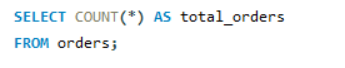 SELECT COUNT(*) AS total_orders
FROM orders;